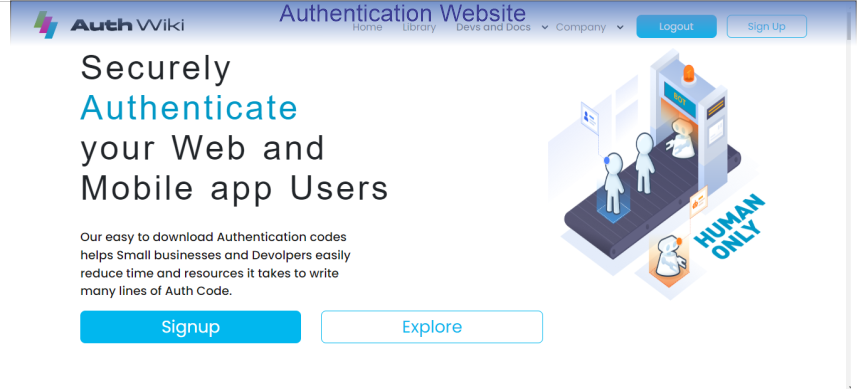 Authentication Website
Auth Wiki
Home Library Devs and Docs Company Logout Sign Up
Securely
Authenticate
your Web and
Mobile app Users
Our easy to download Authentication codes
helps Small businesses and Devolpers easily
reduce time and resources it takes to write
many lines of Auth Code.
Signup Explore
BOT
HUMAN
ONLY